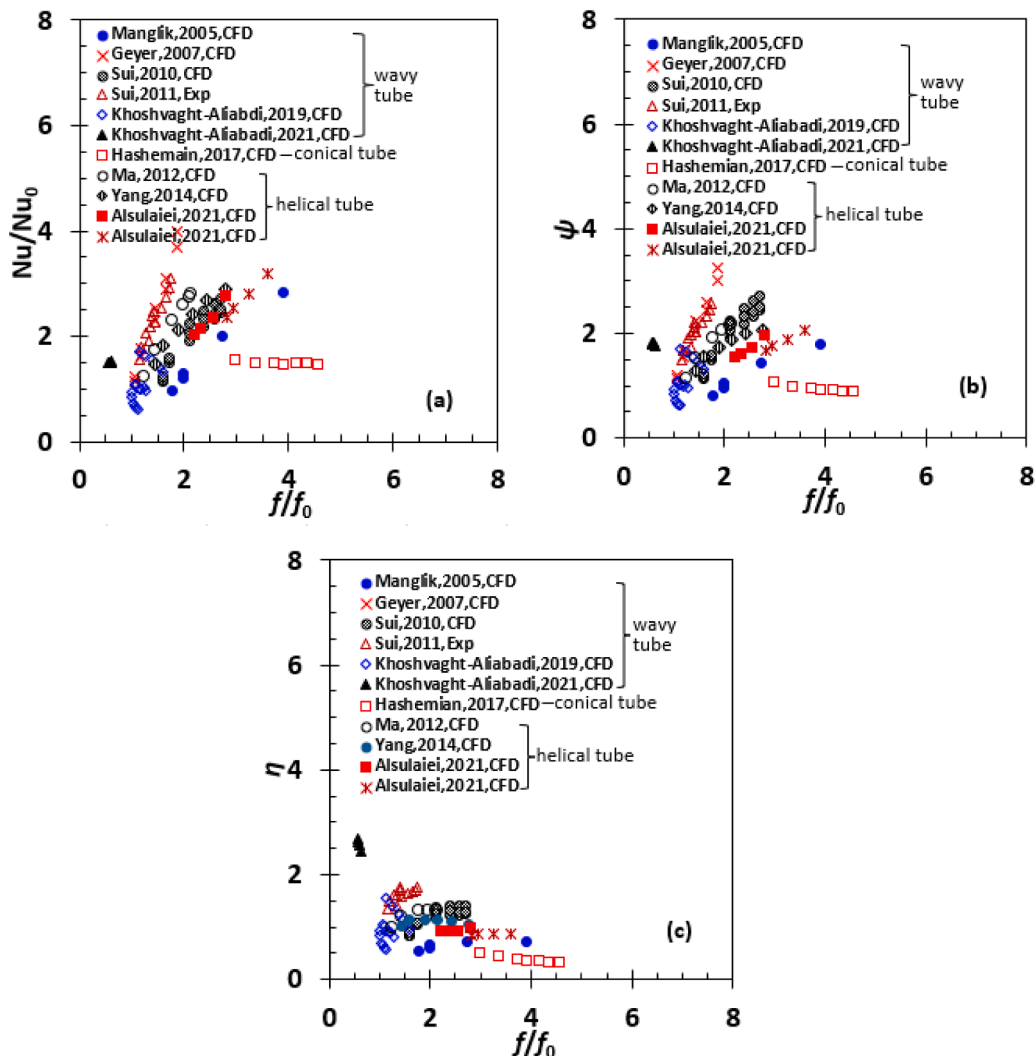 8
6
4
2
0
Nu/Nu₀
Manglik,2005,CFD
Geyer,2007,CFD
Sui,2010,CFD
Sui,2011,Exp
Khoshvaght-Aliabdi,2019,CFD
Khoshvaght-Aliabadi,2021,CFD
wavy
tube
Hashemain,2017,CFD
conical tube
Ma,2012,CFD
Yang,2014,CFD
Alsulaiei,2021,CFD
Alsulaiei,2021,CFD
helical tube
(a)
0 2 4 6 8
f/f₀
8
6
4
2
0
ψ
Manglik,2005,CFD
Geyer,2007,CFD
Sui,2010,CFD
Sui,2011,Exp
Khoshvaght-Aliabadi,2019,CFD
Khoshvaght-Aliabadi,2021,CFD
wavy
tube
Hashemian,2017,CFD
conical tube
Ma,2012,CFD
Yang,2014,CFD
Alsulaiei,2021,CFD
Alsulaiei,2021,CFD
helical tube
(b)
0 2 4 6 8
f/f₀
8
6
4
2
0
η
Manglik,2005,CFD
Geyer,2007,CFD
Sui,2010,CFD
Sui,2011,Exp
Khoshvaght-Aliabadi,2019,CFD
Khoshvaght-Aliabadi,2021,CFD
wavy
tube
Hashemian,2017,CFD
conical tube
Ma,2012,CFD
Yang,2014,CFD
Alsulaiei,2021,CFD
Alsulaiei,2021,CFD
helical tube
(c)
0 2 4 6 8
f/f₀